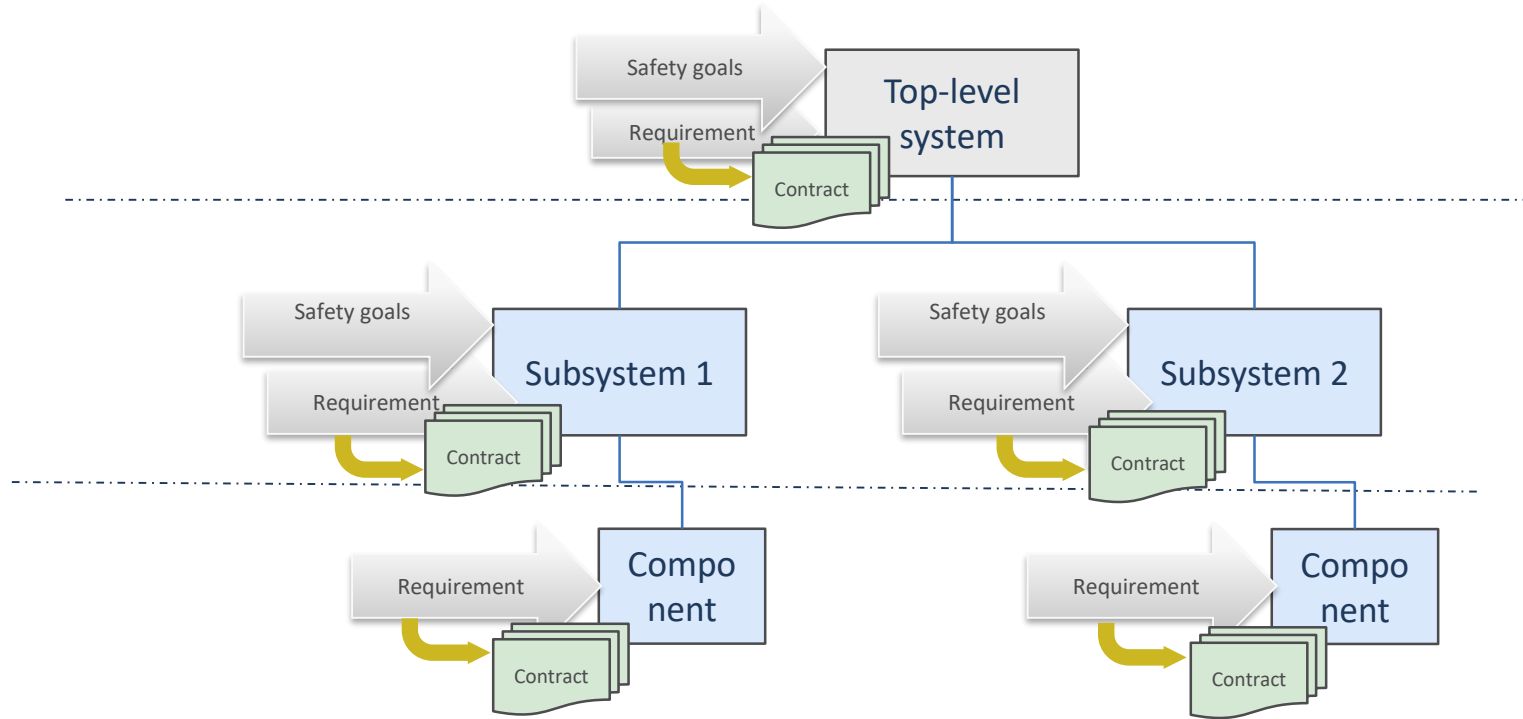 Safety goals
Top-level
system
Requirement
Contract
Safety goals
Subsystem 1
Requirement
Contract
Safety goals
Subsystem 2
Requirement
Contract
Requirement
Compo
nent
Contract
Requirement
Compo
nent
Contract